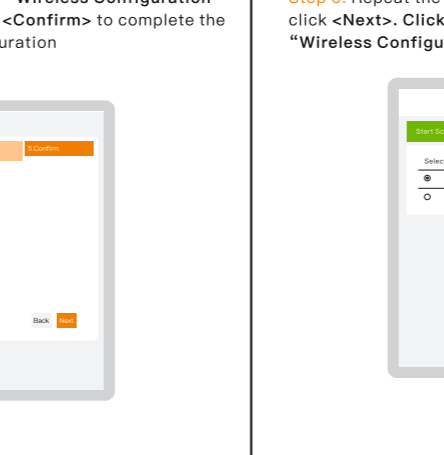 "Wireless Configuration"
<Confirm> to complete the
uration
5.Confirm
Back Next
Step 5: Repeat the
click <Next>. Click
"Wireless Configu
Start Sc
Selec